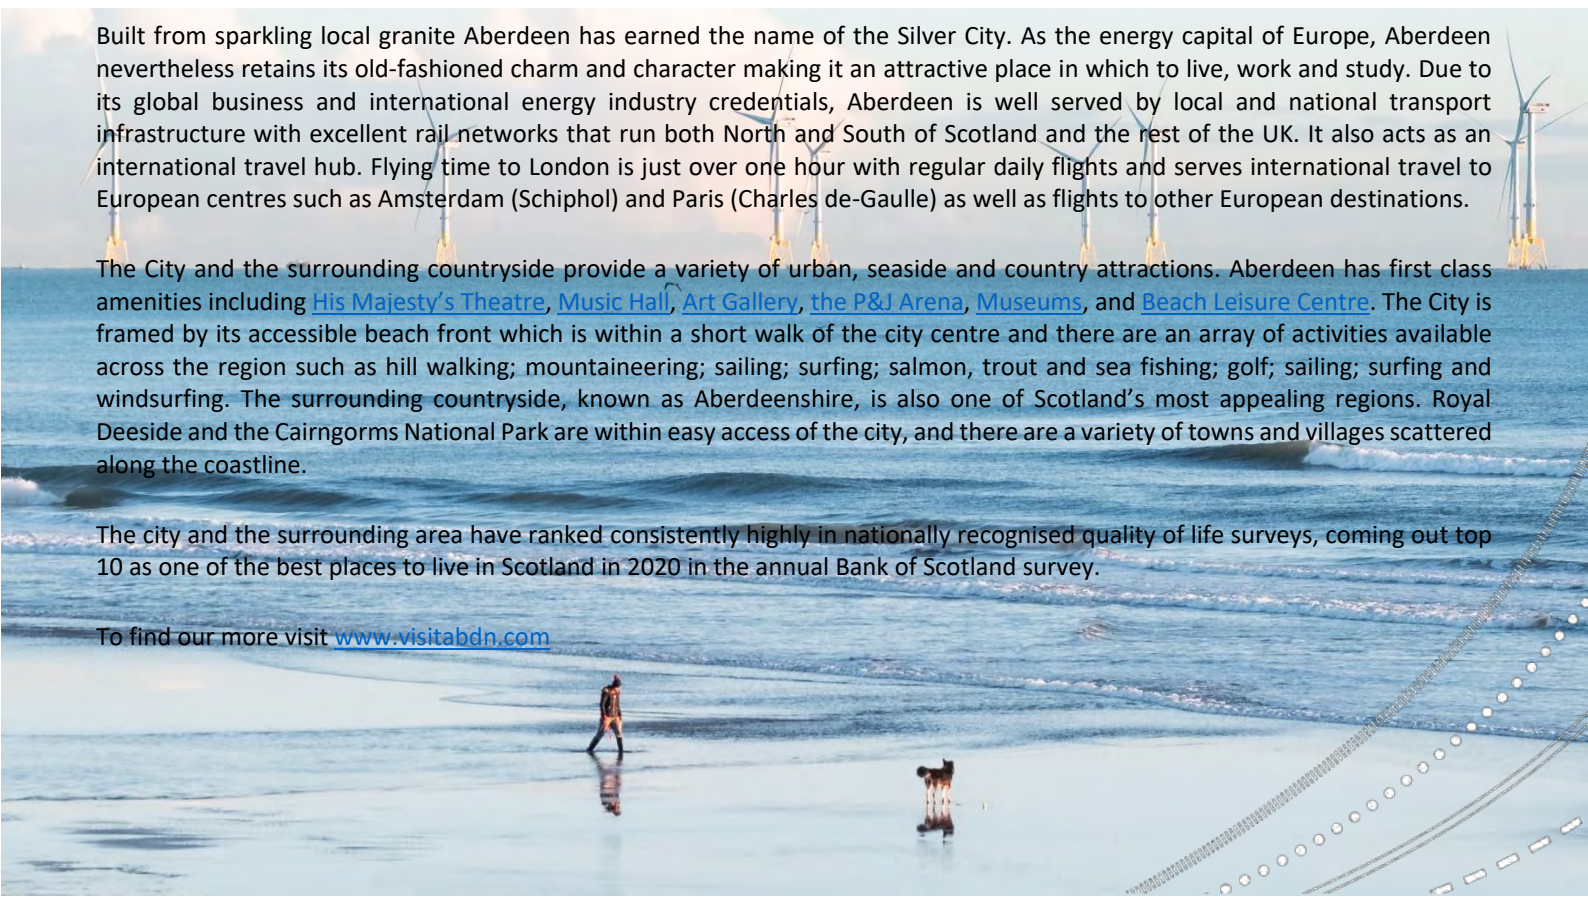 Built from sparkling local granite Aberdeen has earned the name of the Silver City. As the energy capital of Europe, Aberdeen
nevertheless retains its old-fashioned charm and character making it an attractive place in which to live, work and study. Due to
its global business and international energy industry credentials, Aberdeen is well served by local and national transport
infrastructure with excellent rail networks that run both North and South of Scotland and the rest of the UK. It also acts as an
international travel hub. Flying time to London is just over one hour with regular daily flights and serves international travel to
European centres such as Amsterdam (Schiphol) and Paris (Charles de-Gaulle) as well as flights to other European destinations.
The City and the surrounding countryside provide a variety of urban, seaside and country attractions. Aberdeen has first class
amenities including His Majesty’s Theatre, Music Hall, Art Gallery, the P&J Arena, Museums, and Beach Leisure Centre. The City is
framed by its accessible beach front which is within a short walk of the city centre and there are an array of activities available
across the region such as hill walking; mountaineering; sailing; surfing; salmon, trout and sea fishing; golf; sailing; surfing and
windsurfing. The surrounding countryside, known as Aberdeenshire, is also one of Scotland’s most appealing regions. Royal
Deeside and the Cairngorms National Park are within easy access of the city, and there are a variety of towns and villages scattered
along the coastline.
The city and the surrounding area have ranked consistently highly in nationally recognised quality of life surveys, coming out top
10 as one of the best places to live in Scotland in 2020 in the annual Bank of Scotland survey.
To find our more visit www.visitabdn.com